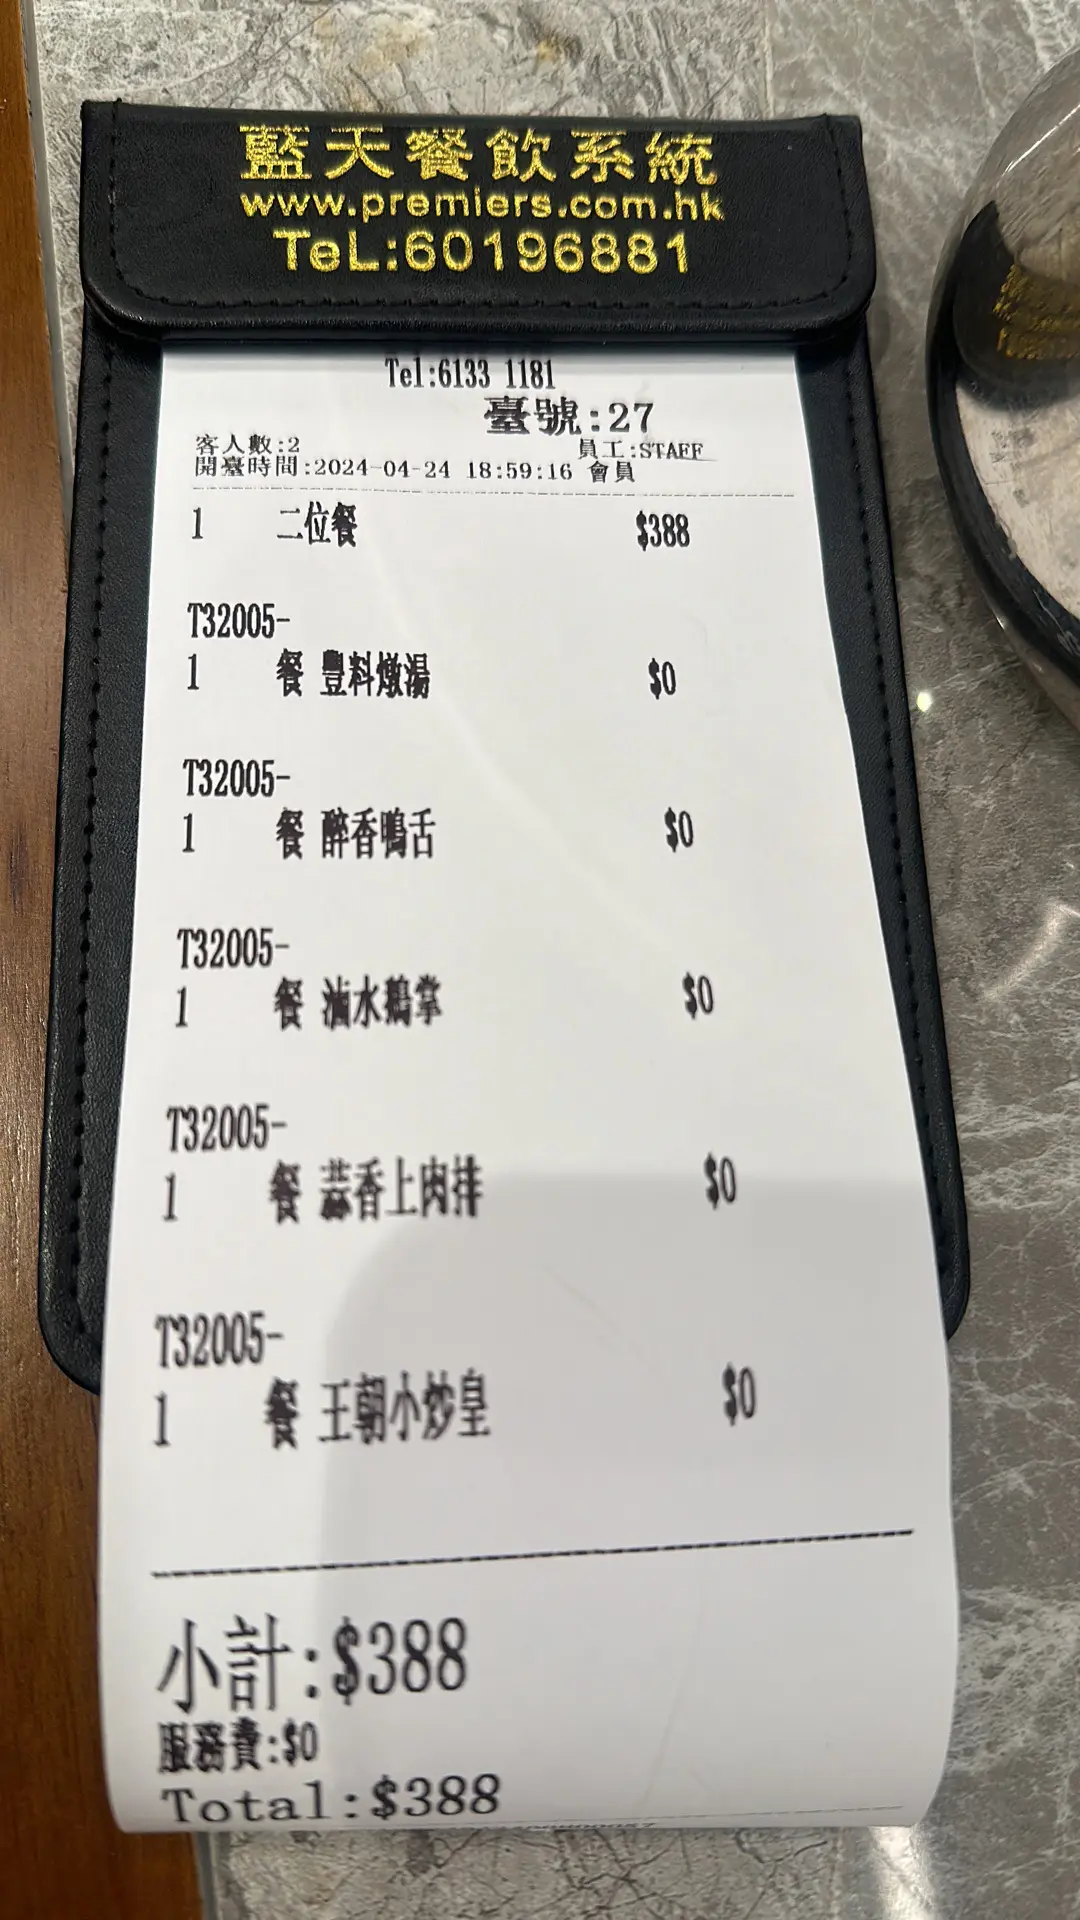 藍天餐飲系統
www.premiers.com.hk
TeL:60196881
Tel:6133 1181
臺號:27
客人數:2 員工:STAFF
開臺時間:2024-04-24 18:59:16 會員
1 二位餐 $388
T32005-
1 餐 豐料燉湯 $0
T32005-
1 餐 醉香鴨舌 $0
T32005-
1 餐 滷水鵝掌 $0
T32005-
1 餐 蒜香上肉排 $0
T32005-
1 餐 王朝小炒皇 $0
小計:$388
服務費:$0
Total:$388